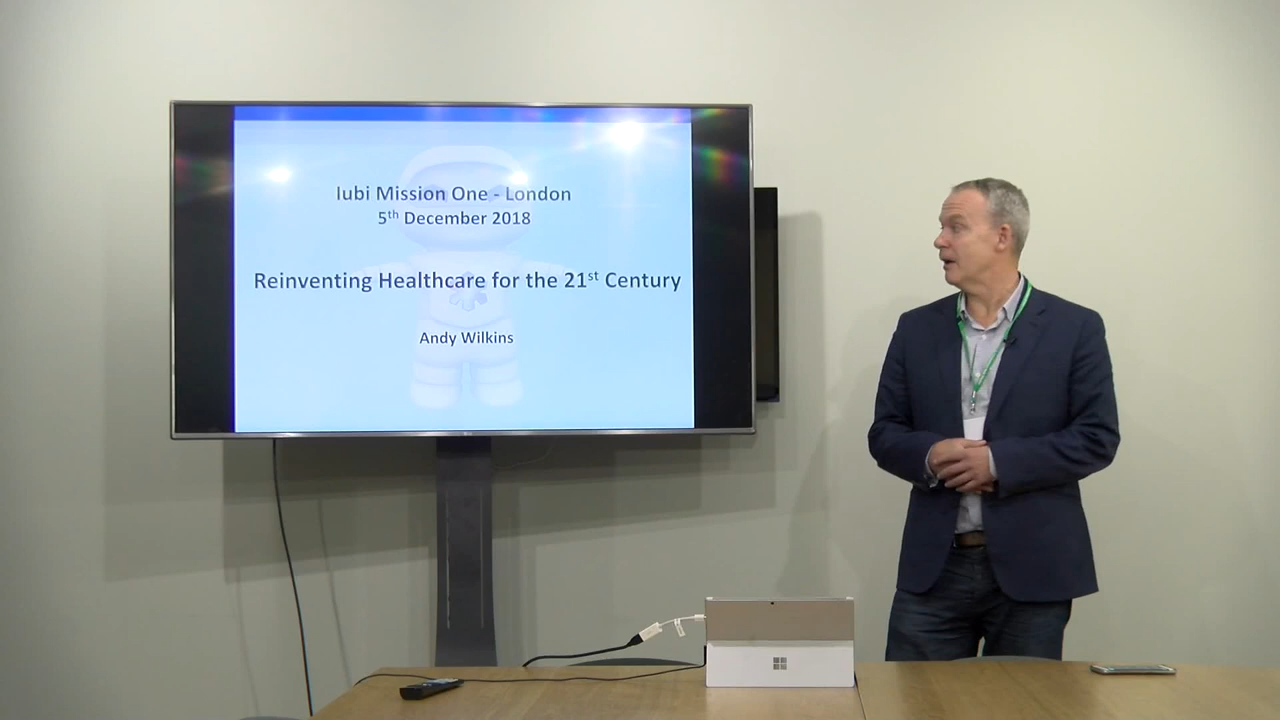 Iubi Mission One - London
5th December 2018
Reinventing Healthcare for the 21st Century
Andy Wilkins